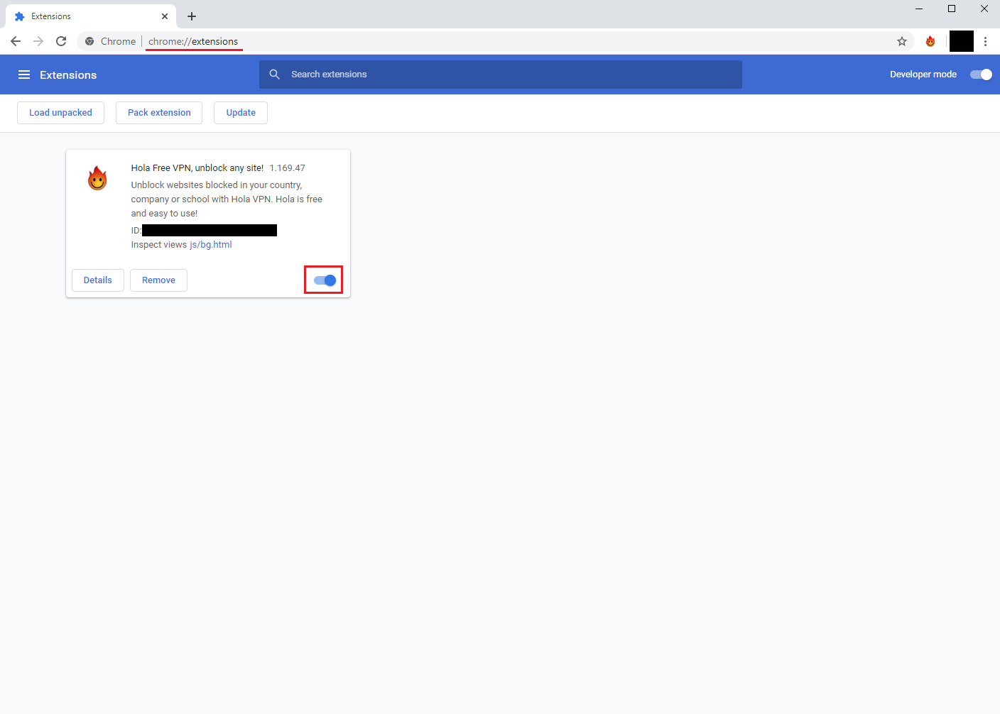 Extensions
Chrome
chrome://extensions
Extensions
Search extensions
Developer mode
Load unpacked
Pack extension
Update
Hola Free VPN, unblock any site! 1.169.47
Unblock websites blocked in your country,
company or school with Hola VPN. Hola is free
and easy to use!
ID:
Inspect views js/bg.html
Details
Remove